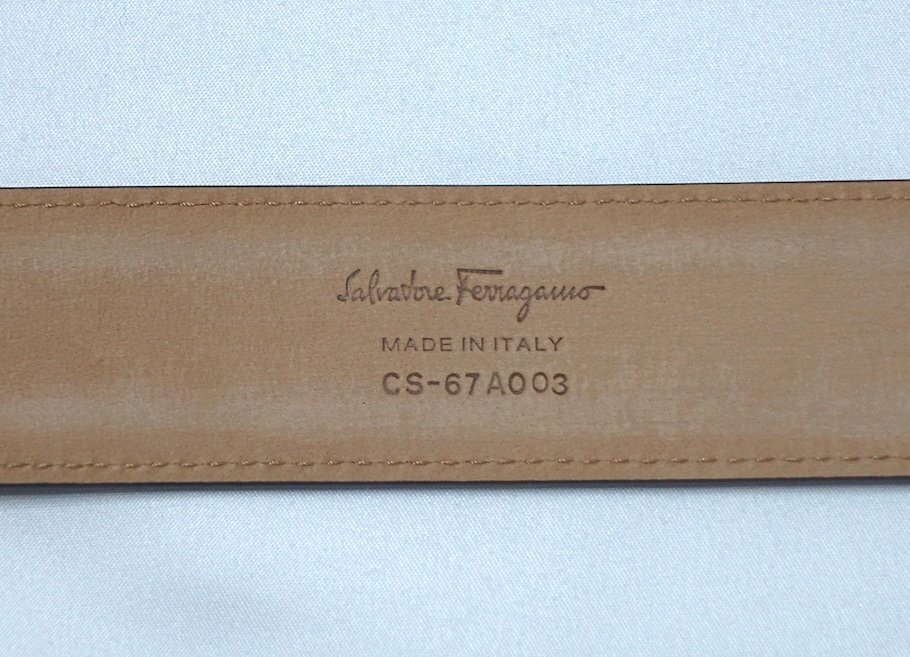 Salvatore Ferragamo
MADE IN ITALY
CS-67A003